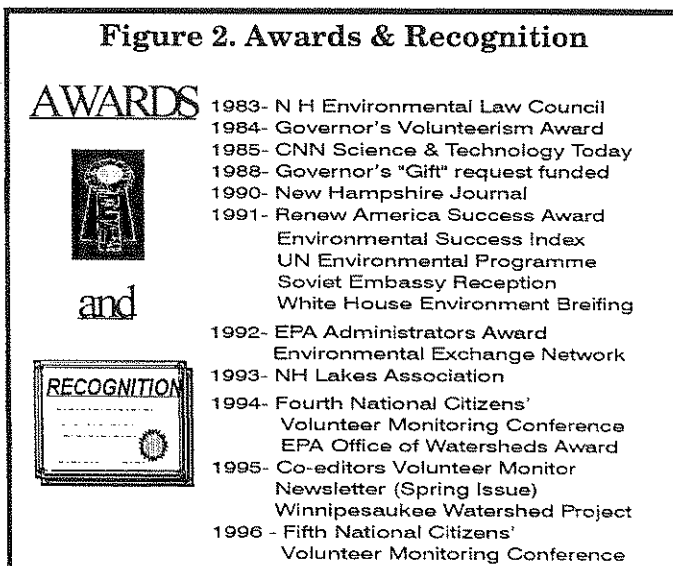 Figure 2. Awards & Recognition
AWARDS
and
RECOGNITION
1983- N H Environmental Law Council
1984- Governor's Volunteerism Award
1985- CNN Science & Technology Today
1988- Governor's "Gift" request funded
1990- New Hampshire Journal
1991- Renew America Success Award
Environmental Success Index
UN Environmental Programme
Soviet Embassy Reception
White House Environment Breifing
1992- EPA Administrators Award
Environmental Exchange Network
1993- NH Lakes Association
1994- Fourth National Citizens'
Volunteer Monitoring Conference
EPA Office of Watersheds Award
1995- Co-editors Volunteer Monitor
Newsletter (Spring Issue)
Winnipesaukee Watershed Project
1996 - Fifth National Citizens'
Volunteer Monitoring Conference